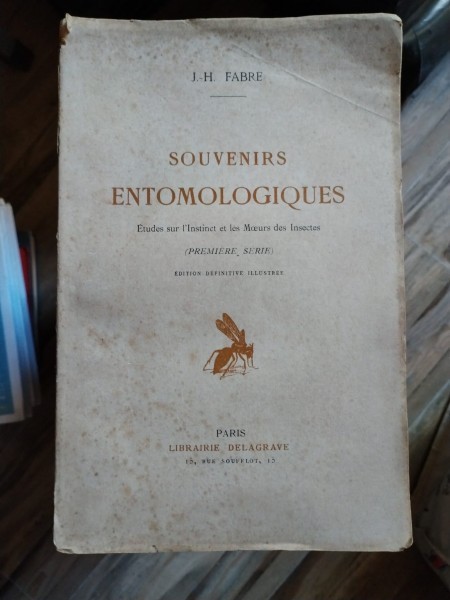 J.-H. FABRE
SOUVENIRS
ENTOMOLOGIQUES
Études sur l'Instinct et les Mœurs des Insectes
(PREMIÈRE SÉRIE)
ÉDITION DÉFINITIVE ILLUSTRÉE
PARIS
LIBRAIRIE DELAGRAVE
15, RUE SOUFFLOT, 15